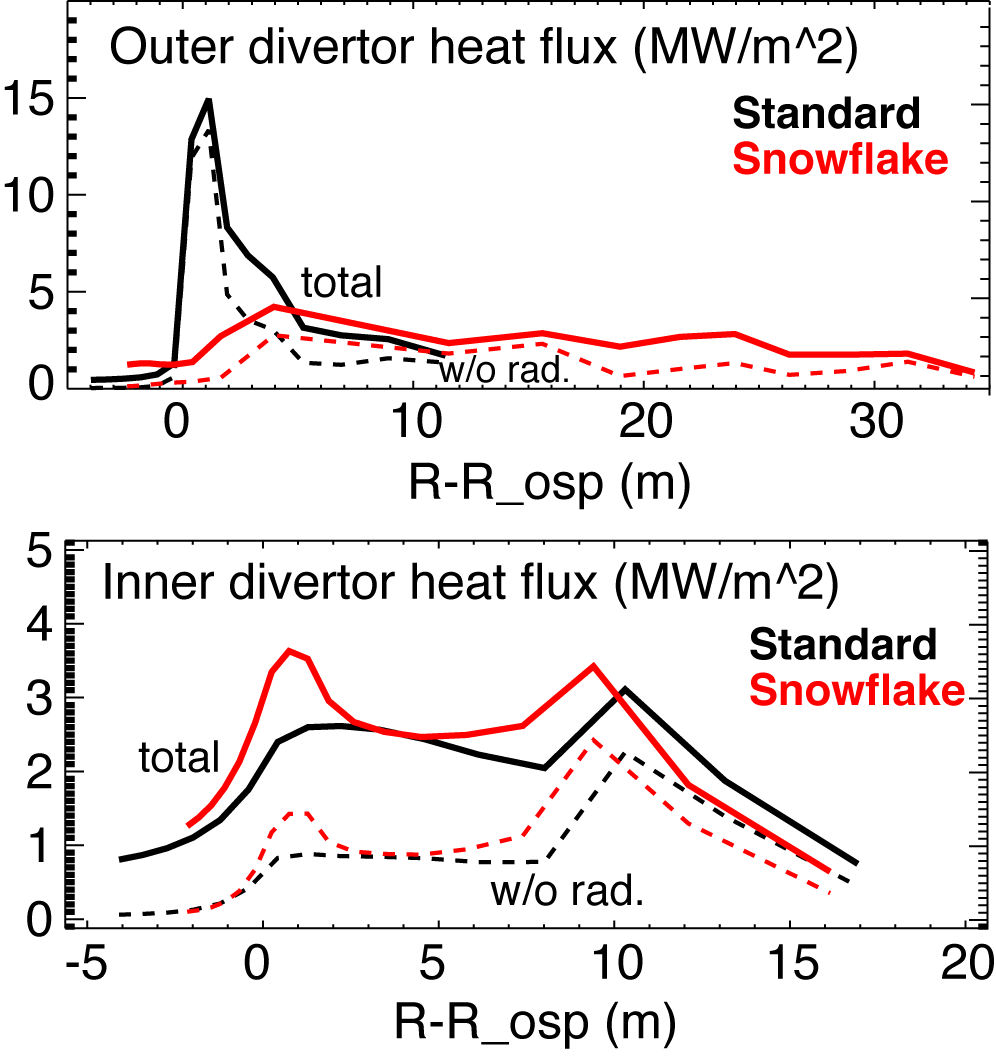 Outer divertor heat flux (MW/m^2)
15
Standard
Snowflake
10
total
5
w/o rad.
0
0 10 20 30
R-R_osp (m)
5
Inner divertor heat flux (MW/m^2)
4
Standard
Snowflake
3
total
2
1
w/o rad.
0
-5 0 5 10 15 20
R-R_osp (m)